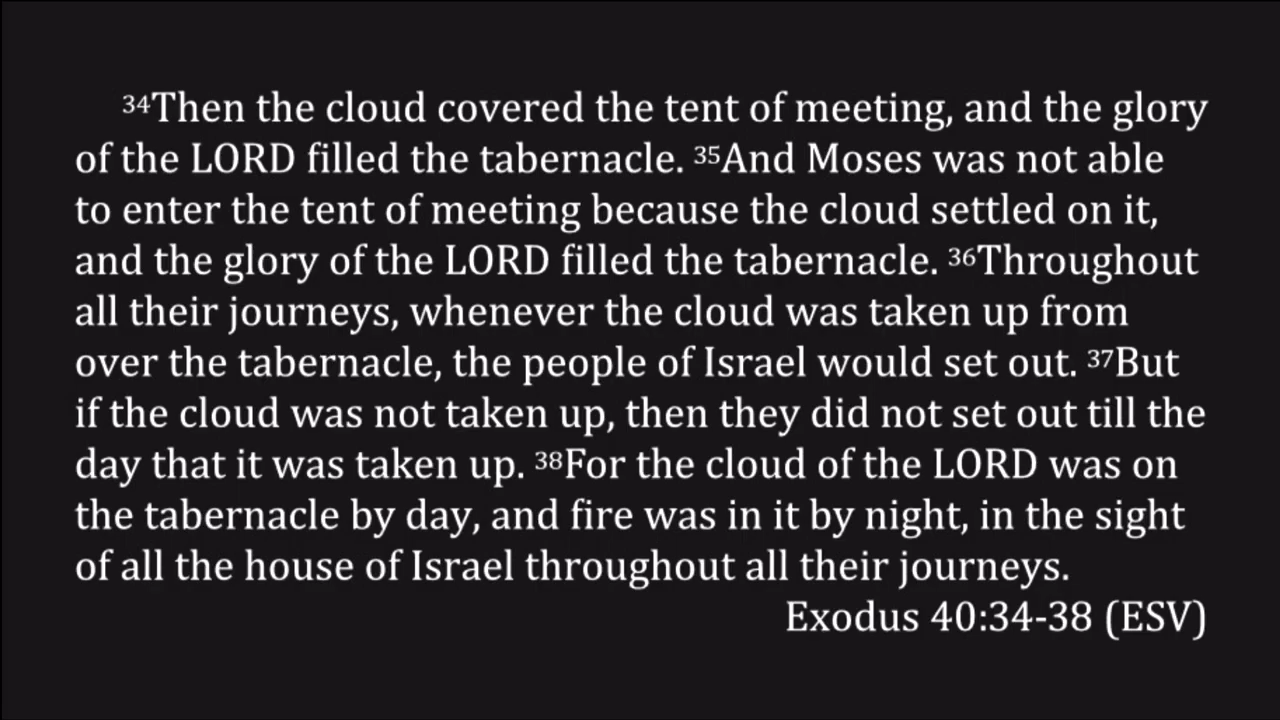 ³⁴Then the cloud covered the tent of meeting, and the glory
of the LORD filled the tabernacle. ³⁵And Moses was not able
to enter the tent of meeting because the cloud settled on it,
and the glory of the LORD filled the tabernacle. ³⁶Throughout
all their journeys, whenever the cloud was taken up from
over the tabernacle, the people of Israel would set out. ³⁷But
if the cloud was not taken up, then they did not set out till the
day that it was taken up. ³⁸For the cloud of the LORD was on
the tabernacle by day, and fire was in it by night, in the sight
of all the house of Israel throughout all their journeys.
Exodus 40:34-38 (ESV)